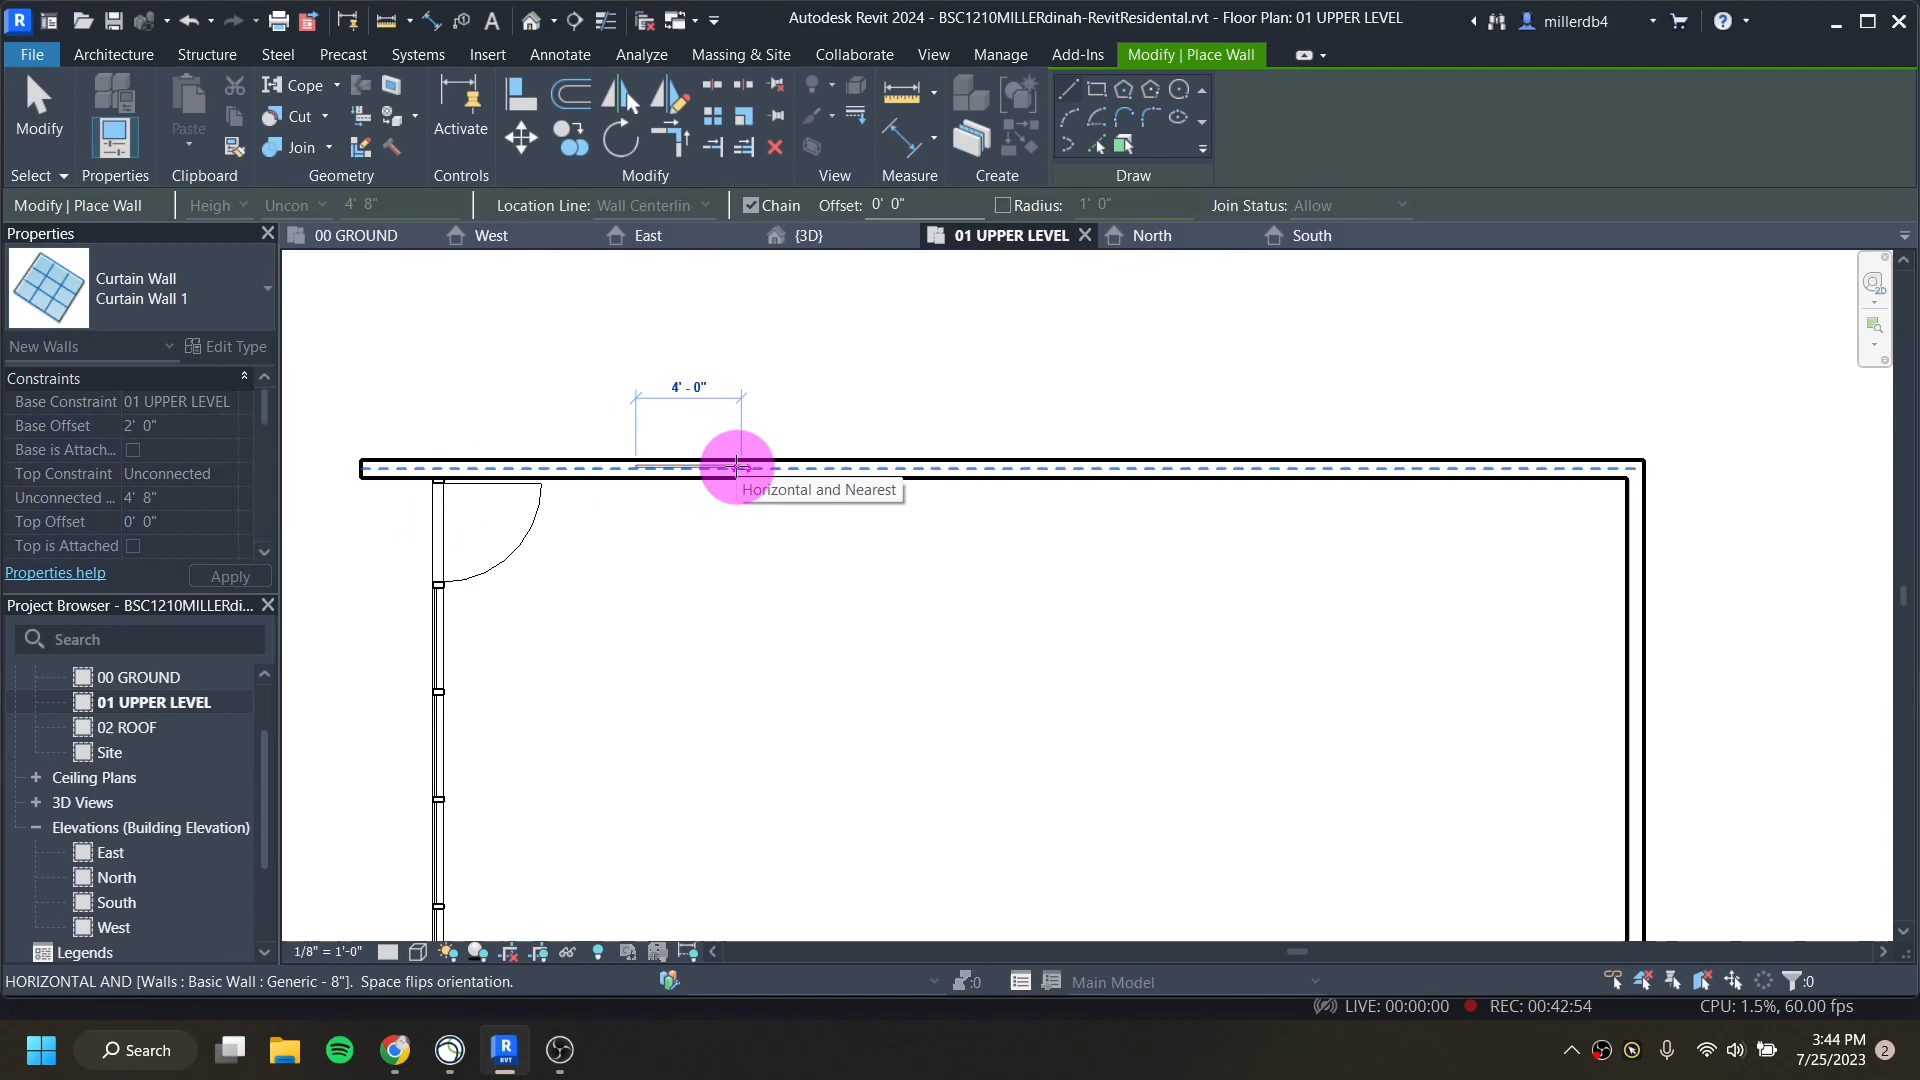 Autodesk Revit 2024 - BSC1210MILLERdinah-RevitResidental.rvt - Floor Plan: 01 UPPER LEVEL
millerdb4
File Architecture Structure Steel Precast Systems Insert Annotate Analyze Massing & Site Collaborate View Manage Add-Ins Modify | Place Wall
Modify
Paste
Cope
Cut
Join
Activate
Select Properties Clipboard Geometry Controls Modify View Measure Create Draw
Modify | Place Wall Heigh Uncon 4' 8" Location Line: Wall Centerlin Chain Offset: 0' 0" Radius: 1' 0" Join Status: Allow
Properties
00 GROUND West East {3D} 01 UPPER LEVEL North South
Curtain Wall
Curtain Wall 1
2D
New Walls Edit Type
Constraints
Base Constraint 01 UPPER LEVEL
Base Offset 2' 0"
Base is Attach...
Top Constraint Unconnected
Unconnected ... 4' 8"
Top Offset 0' 0"
Top is Attached
Properties help Apply
4' - 0"
Horizontal and Nearest
Project Browser - BSC1210MILLERdi...
Search
00 GROUND
01 UPPER LEVEL
02 ROOF
Site
Ceiling Plans
3D Views
Elevations (Building Elevation)
East
North
South
West
Legends
1/8" = 1'-0"
HORIZONTAL AND [Walls : Basic Wall : Generic - 8"]. Space flips orientation.
:0
Main Model
:0
LIVE: 00:00:00 REC: 00:42:54 CPU: 1.5%, 60.00 fps
Search
R
RVT
3:44 PM
7/25/2023
2